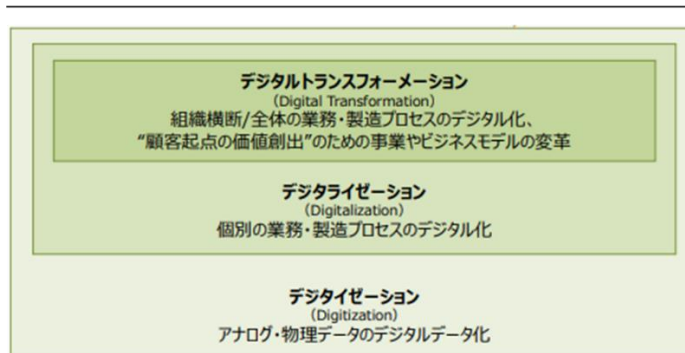 デジタルトランスフォーメーション
(Digital Transformation)
組織横断/全体の業務・製造プロセスのデジタル化、
“顧客起点の価値創出”のための事業やビジネスモデルの変革
デジタライゼーション
(Digitalization)
個別の業務・製造プロセスのデジタル化
デジタイゼーション
(Digitization)
アナログ・物理データのデジタルデータ化